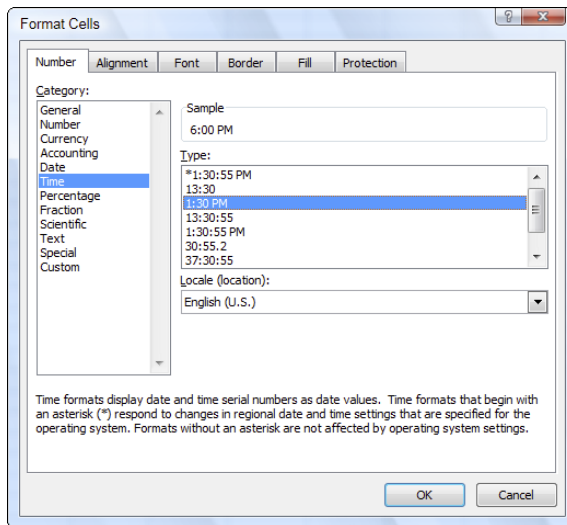 Format Cells
?
X
Number Alignment Font Border Fill Protection
Category:
General
Number
Currency
Accounting
Date
Time
Percentage
Fraction
Scientific
Text
Special
Custom
Sample
6:00 PM
Type:
*1:30:55 PM
13:30
1:30 PM
13:30:55
1:30:55 PM
30:55.2
37:30:55
Locale (location):
English (U.S.)
Time formats display date and time serial numbers as date values. Time formats that begin with
an asterisk (*) respond to changes in regional date and time settings that are specified for the
operating system. Formats without an asterisk are not affected by operating system settings.
OK Cancel